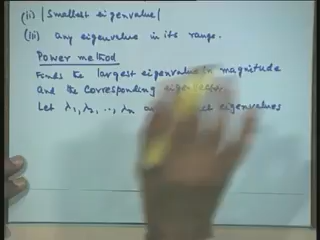 (ii) |Smallest eigenvalue|
(iii) any eigenvalue in its range.
Power method
Finds the largest eigenvalue in magnitude
and the corresponding
Let λ1, λ2, .., λn eigenvalues